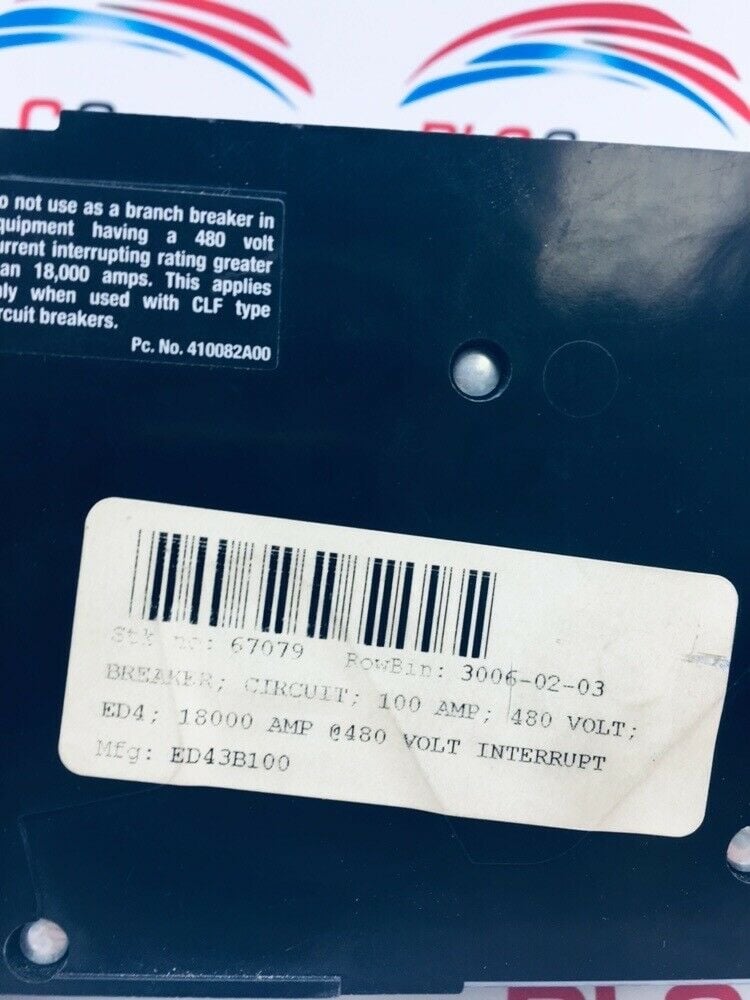 o not use as a branch breaker in
quipment having a 480 volt
urrent interrupting rating greater
an 18,000 amps. This applies
ly when used with CLF type
rcuit breakers.
Pc. No. 410082A00
Stk no: 67079 RowBin: 3006-02-03
BREAKER; CIRCUIT; 100 AMP; 480 VOLT;
ED4; 18000 AMP @480 VOLT INTERRUPT
Mfg: ED43B100